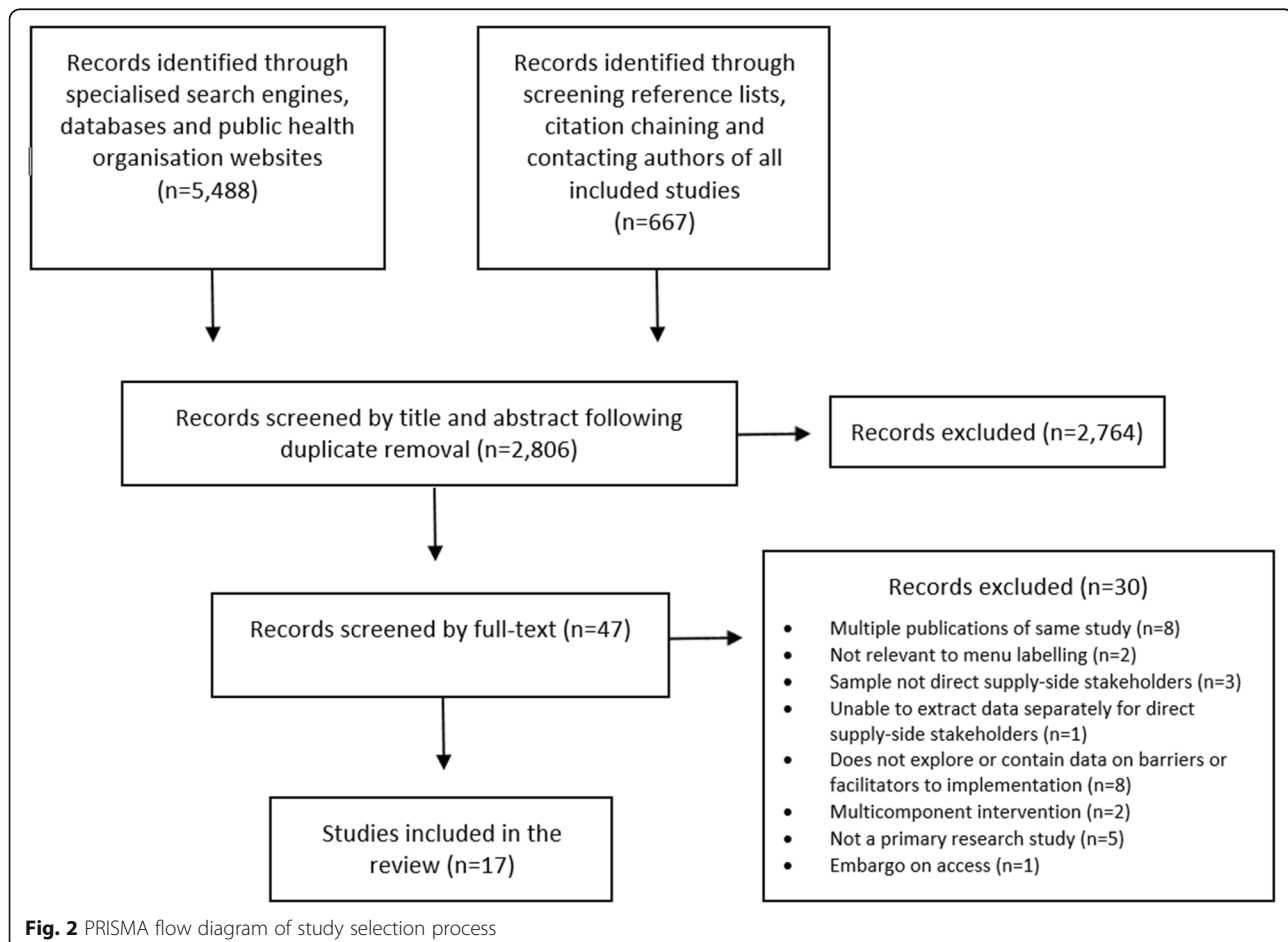 Records identified through
specialised search engines,
databases and public health
organisation websites
(n=5,488)
Records identified through
screening reference lists,
citation chaining and
contacting authors of all
included studies
(n=667)
Records screened by title and abstract following
duplicate removal (n=2,806)
Records excluded (n=2,764)
Records screened by full-text (n=47)
Records excluded (n=30)
• Multiple publications of same study (n=8)
• Not relevant to menu labelling (n=2)
• Sample not direct supply-side stakeholders (n=3)
• Unable to extract data separately for direct
supply-side stakeholders (n=1)
• Does not explore or contain data on barriers or
facilitators to implementation (n=8)
• Multicomponent intervention (n=2)
• Not a primary research study (n=5)
• Embargo on access (n=1)
Studies included in the
review (n=17)
Fig. 2 PRISMA flow diagram of study selection process